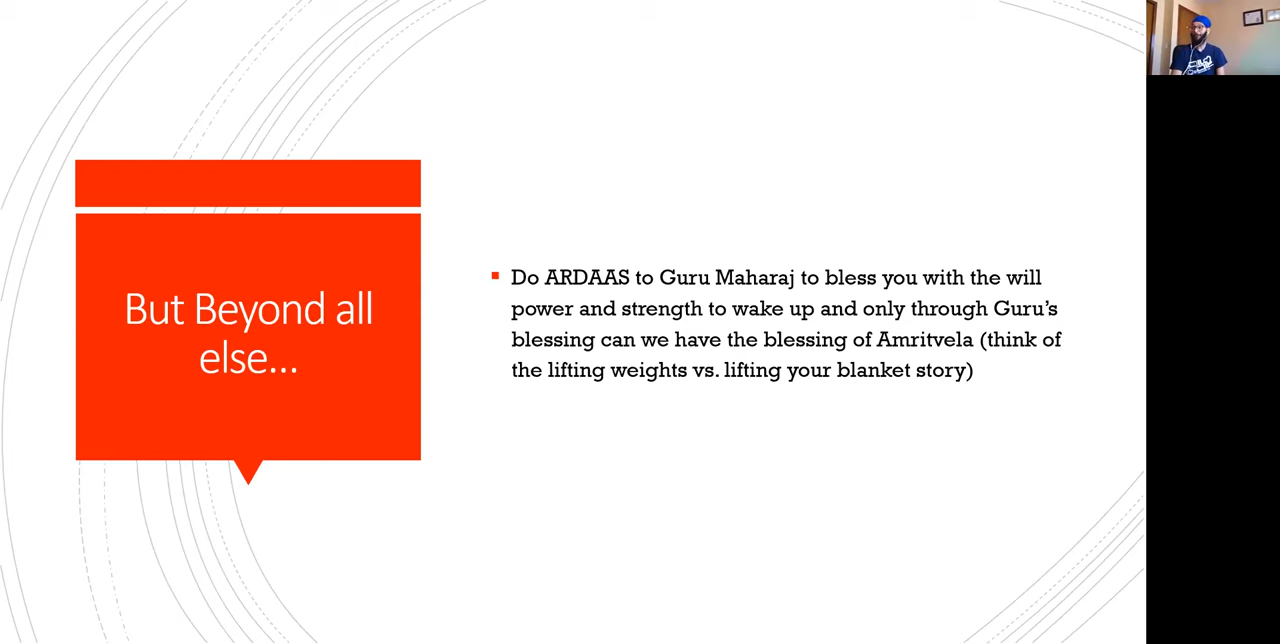 But Beyond all
else...
Do ARDAAS to Guru Maharaj to bless you with the will
power and strength to wake up and only through Guru’s
blessing can we have the blessing of Amritvela (think of
the lifting weights vs. lifting your blanket story)